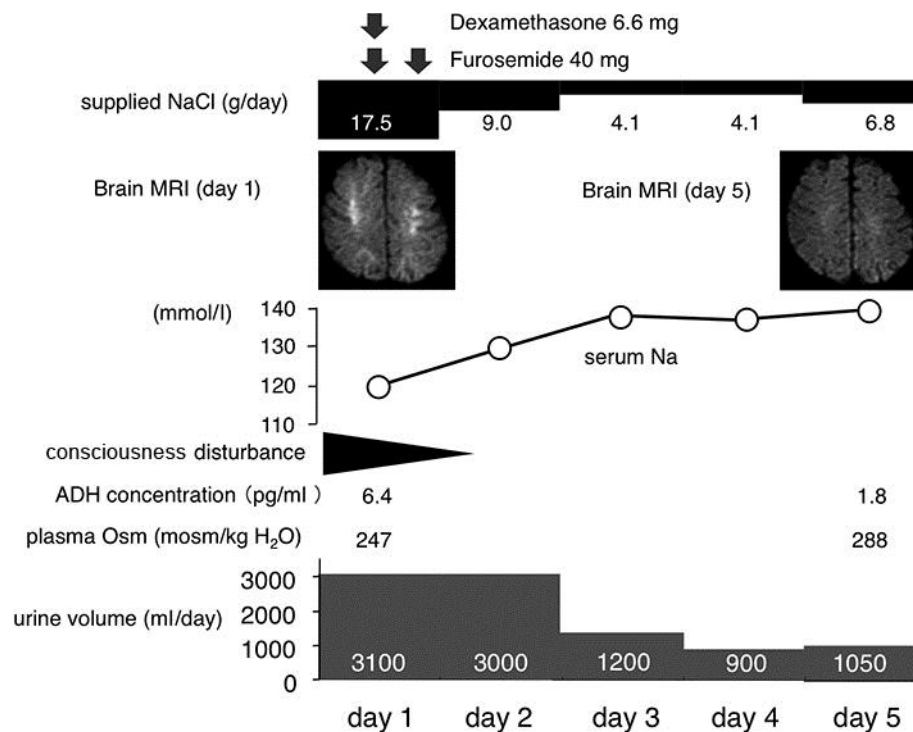 Dexamethasone 6.6 mg
Furosemide 40 mg
supplied NaCl (g/day)
17.5 9.0 4.1 4.1 6.8
Brain MRI (day 1) Brain MRI (day 5)
(mmol/l) 140
130
serum Na
120
110
consciousness disturbance
ADH concentration (pg/ml ) 6.4 1.8
plasma Osm (mosm/kg H₂O) 247 288
3000
2000
urine volume (ml/day)
1000
3100 3000 1200 900 1050
0
day 1 day 2 day 3 day 4 day 5